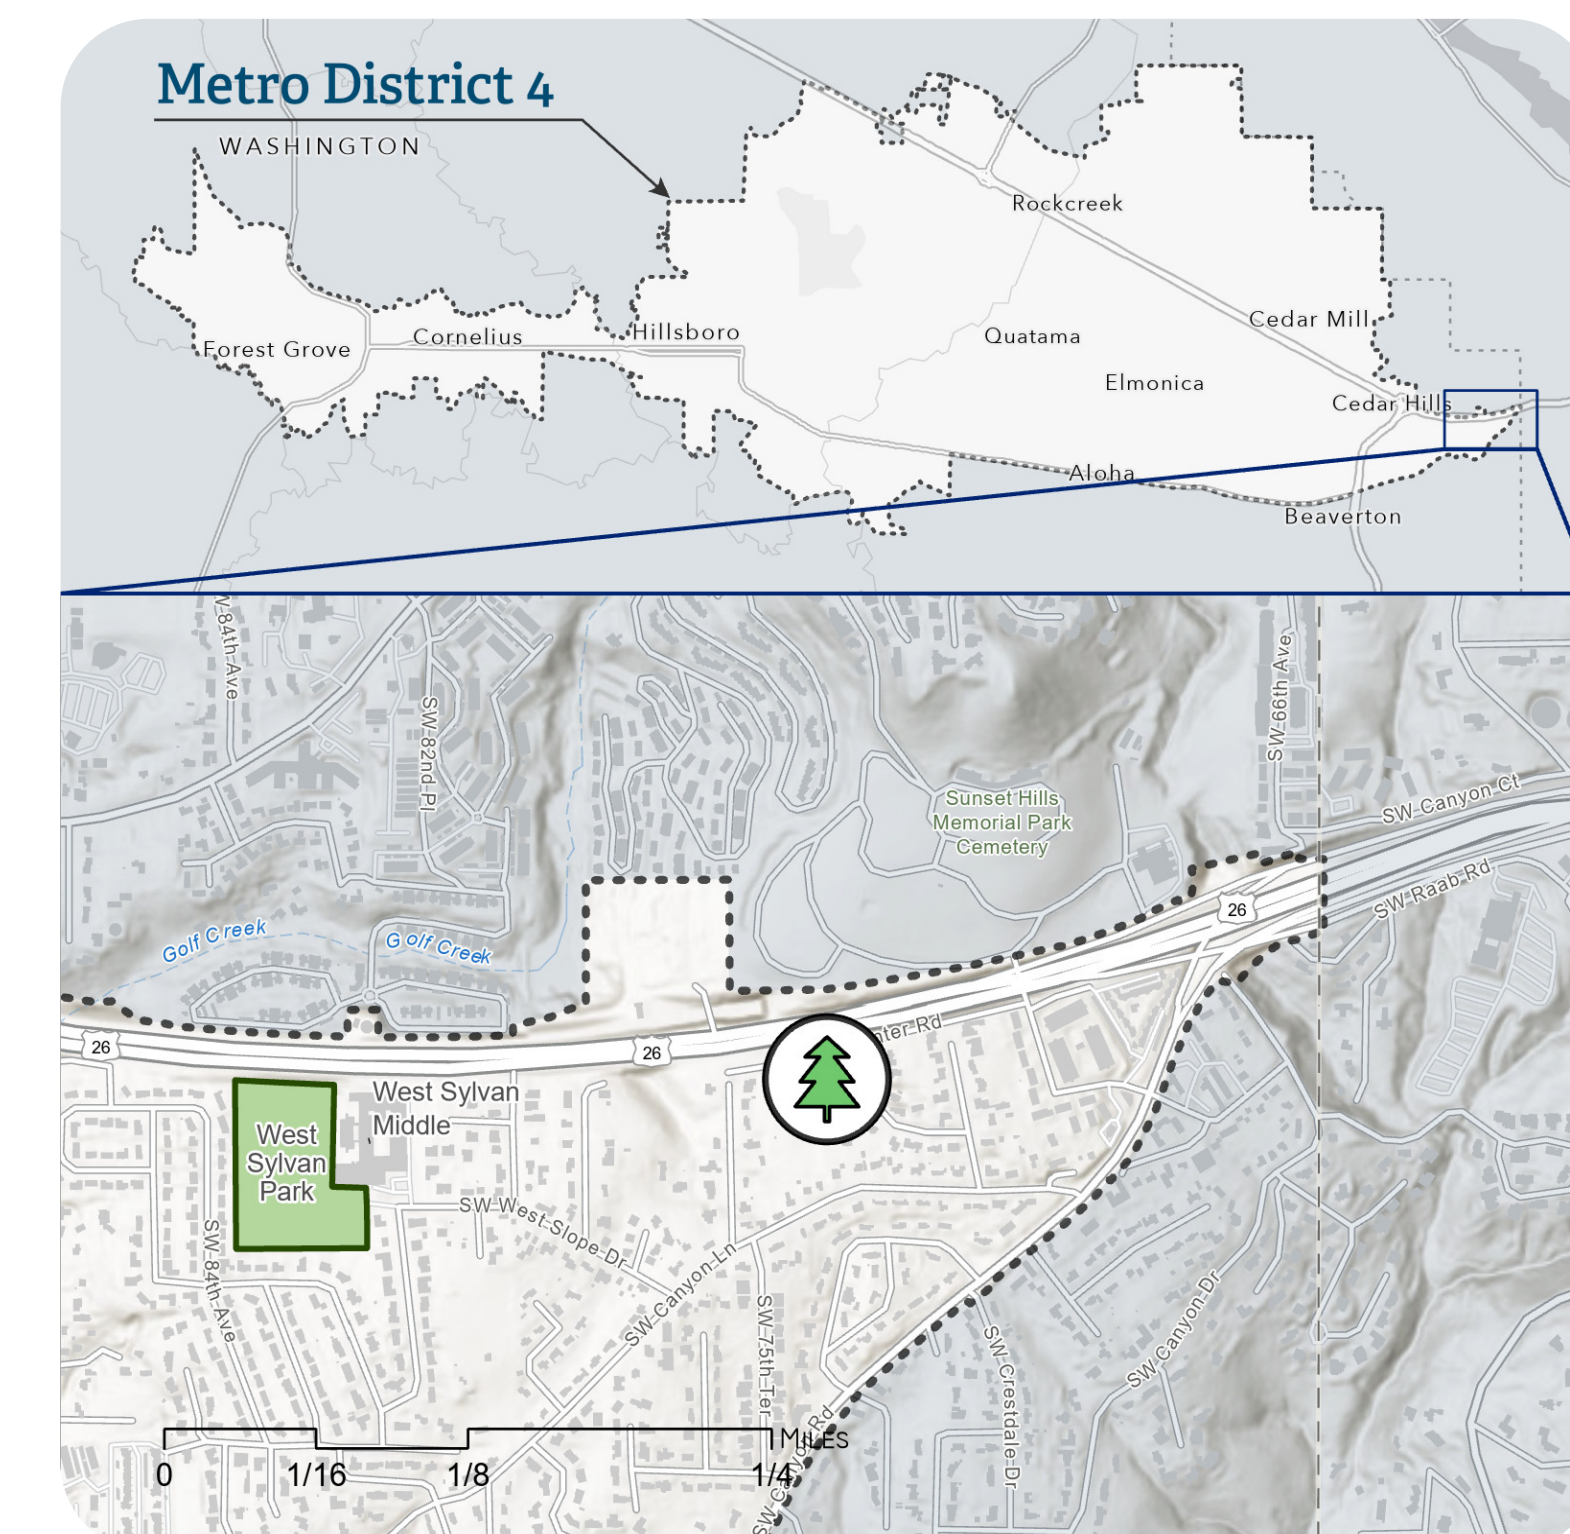 Metro District 4
WASHINGTON
Rockcreek
Cedar Mill
Hillsboro
Cornelius
Quatama
Forest Grove
Elmonica
Cedar Hills
Aloha
Beaverton
W 84th Ave
SW 66th Ave
SW 82nd Pl
SW Canyon Ct
Sunset Hills
Memorial Park
Cemetery
SW Raab Rd
26
Golf Creek
Golf Creek
nter Rd
26
26
West Sylvan
Middle
West
Sylvan
Park
SW West Slope Dr
SW 84th Ave
SW Canyon Ln
SW 75th Ter
SW Canyon Dr
SW Crestdale Dr
SW Canyon Rd
MILES
0 1/16 1/8 1/4